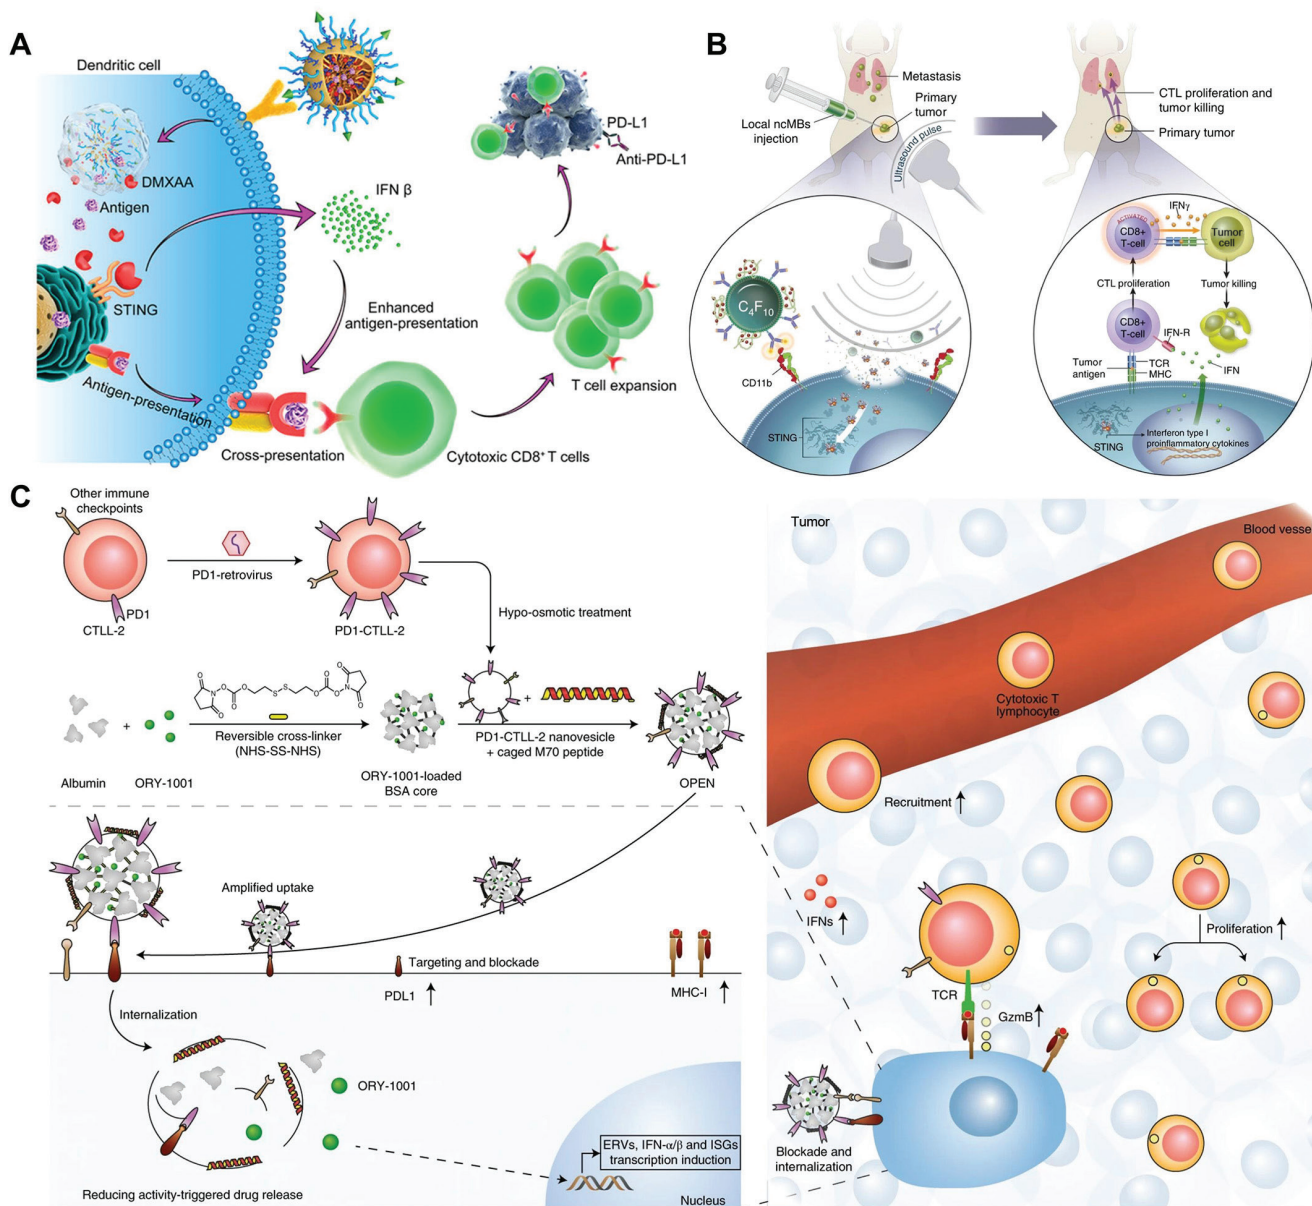 A
Dendritic cell
DMXAA
Antigen
STING
Antigen-presentation
IFN β
Enhanced
antigen-presentation
Cross-presentation
Cytotoxic CD8⁺ T cells
T cell expansion
PD-L1
Anti-PD-L1
B
Metastasis
Primary
tumor
Local ncMBs
injection
Ultrasound pulse
CTL proliferation and
tumor killing
Primary tumor
C₄F₁₀
CD11b
STING
ACTIVATED
CD8+
T-cell
IFNγ
Tumor
cell
CTL proliferation
Tumor killing
CD8+
T-cell
IFN-R
Tumor
antigen
TCR
MHC
IFN
STING
Interferon type I
proinflammatory cytokines
C
Other immune
checkpoints
PD1
CTLL-2
PD1-retrovirus
PD1-CTLL-2
Hypo-osmotic treatment
O
O
N
O
O
O
S
S
O
O
O
N
O
O
+
Albumin
ORY-1001
Reversible cross-linker
(NHS-SS-NHS)
ORY-1001-loaded
BSA core
+
PD1-CTLL-2 nanovesicle
+ caged M70 peptide
OPEN
Amplified uptake
Targeting and blockade
PDL1
MHC-I
Internalization
ORY-1001
Reducing activity-triggered drug release
ERVs, IFN-α/β and ISGs
transcription induction
Nucleus
Tumor
Blood vesse
Cytotoxic T
lymphocyte
Recruitment
IFNs
Proliferation
TCR
GzmB
Blockade and
internalization